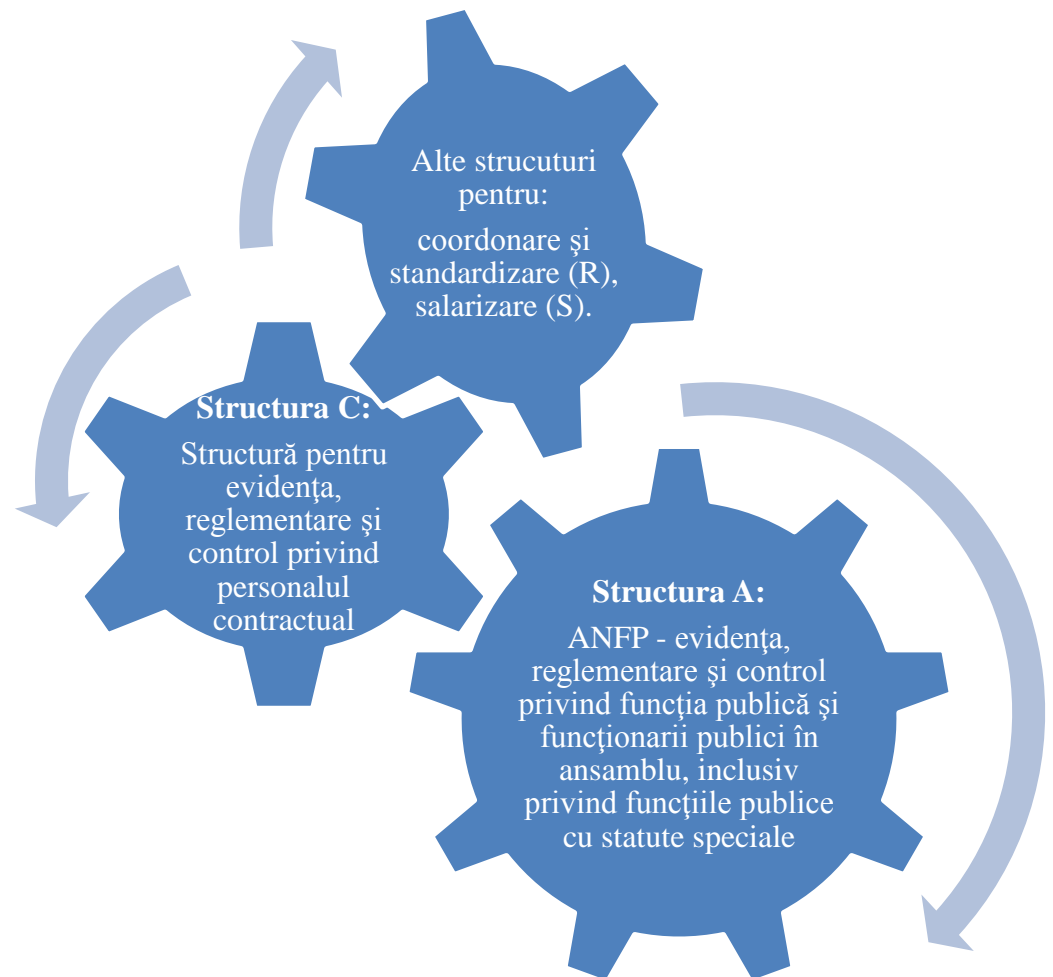 Alte strucuturi
pentru:
coordonare şi
standardizare (R),
salarizare (S).
Structura C:
Structură pentru
evidenţa,
reglementare şi
control privind
personalul
contractual
Structura A:
ANFP - evidenţa,
reglementare şi control
privind funcţia publică şi
funcţionarii publici în
ansamblu, inclusiv
privind funcţiile publice
cu statute speciale